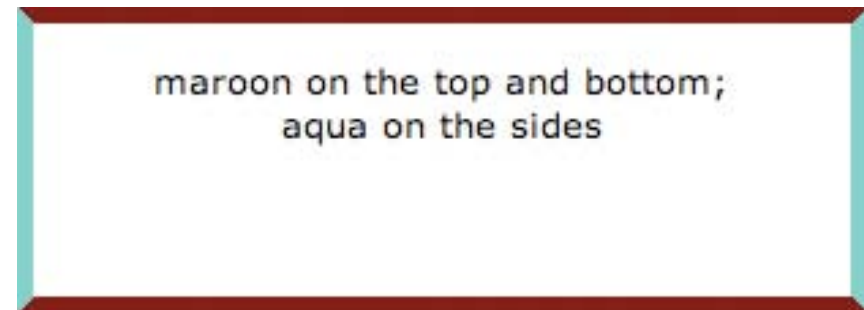 maroon on the top and bottom;
aqua on the sides